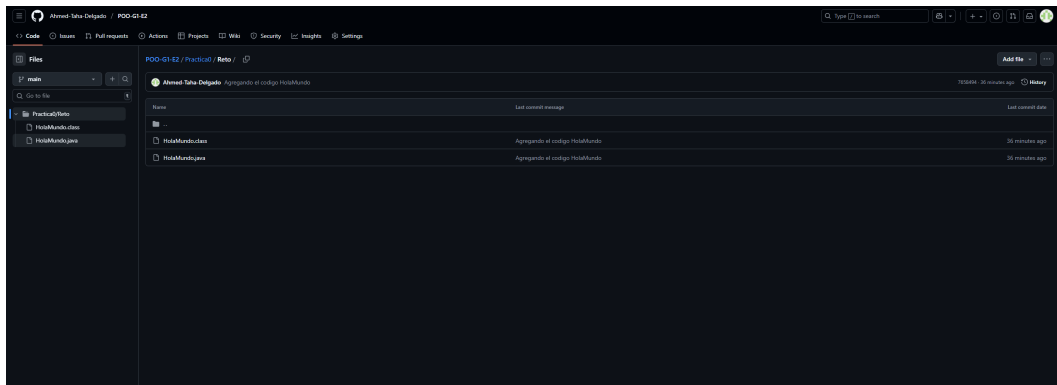 Ahmed-Taha-Delgado / POO-G1-E2
Type / to search
Code Issues Pull requests Actions Projects Wiki Security Insights Settings
Files
POO-G1-E2 / Practica0 / Reto /
Add file
main
Ahmed-Taha-Delgado Agregando el codigo HolaMundo
7858494 · 36 minutes ago History
Go to file
t
Name Last commit message Last commit date
Practica0/Reto
..
HolaMundo.class
HolaMundo.java
HolaMundo.class Agregando el codigo HolaMundo 36 minutes ago
HolaMundo.java Agregando el codigo HolaMundo 36 minutes ago